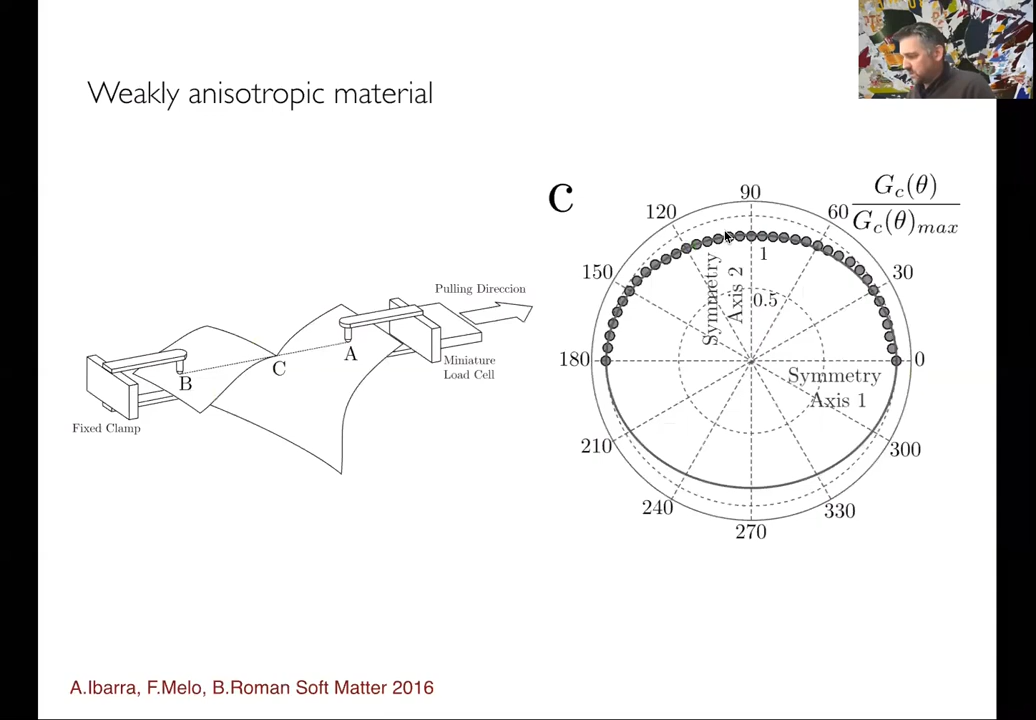 Weakly anisotropic material
Pulling Direccion
A
B
C
Miniature
Load Cell
Fixed Clamp
C
G_c(θ)
G_c(θ)_max
90
120
60
150
30
180
0
210
300
240
330
270
1
0.5
Symmetry
Axis 2
Symmetry
Axis 1
A.Ibarra, F.Melo, B.Roman Soft Matter 2016